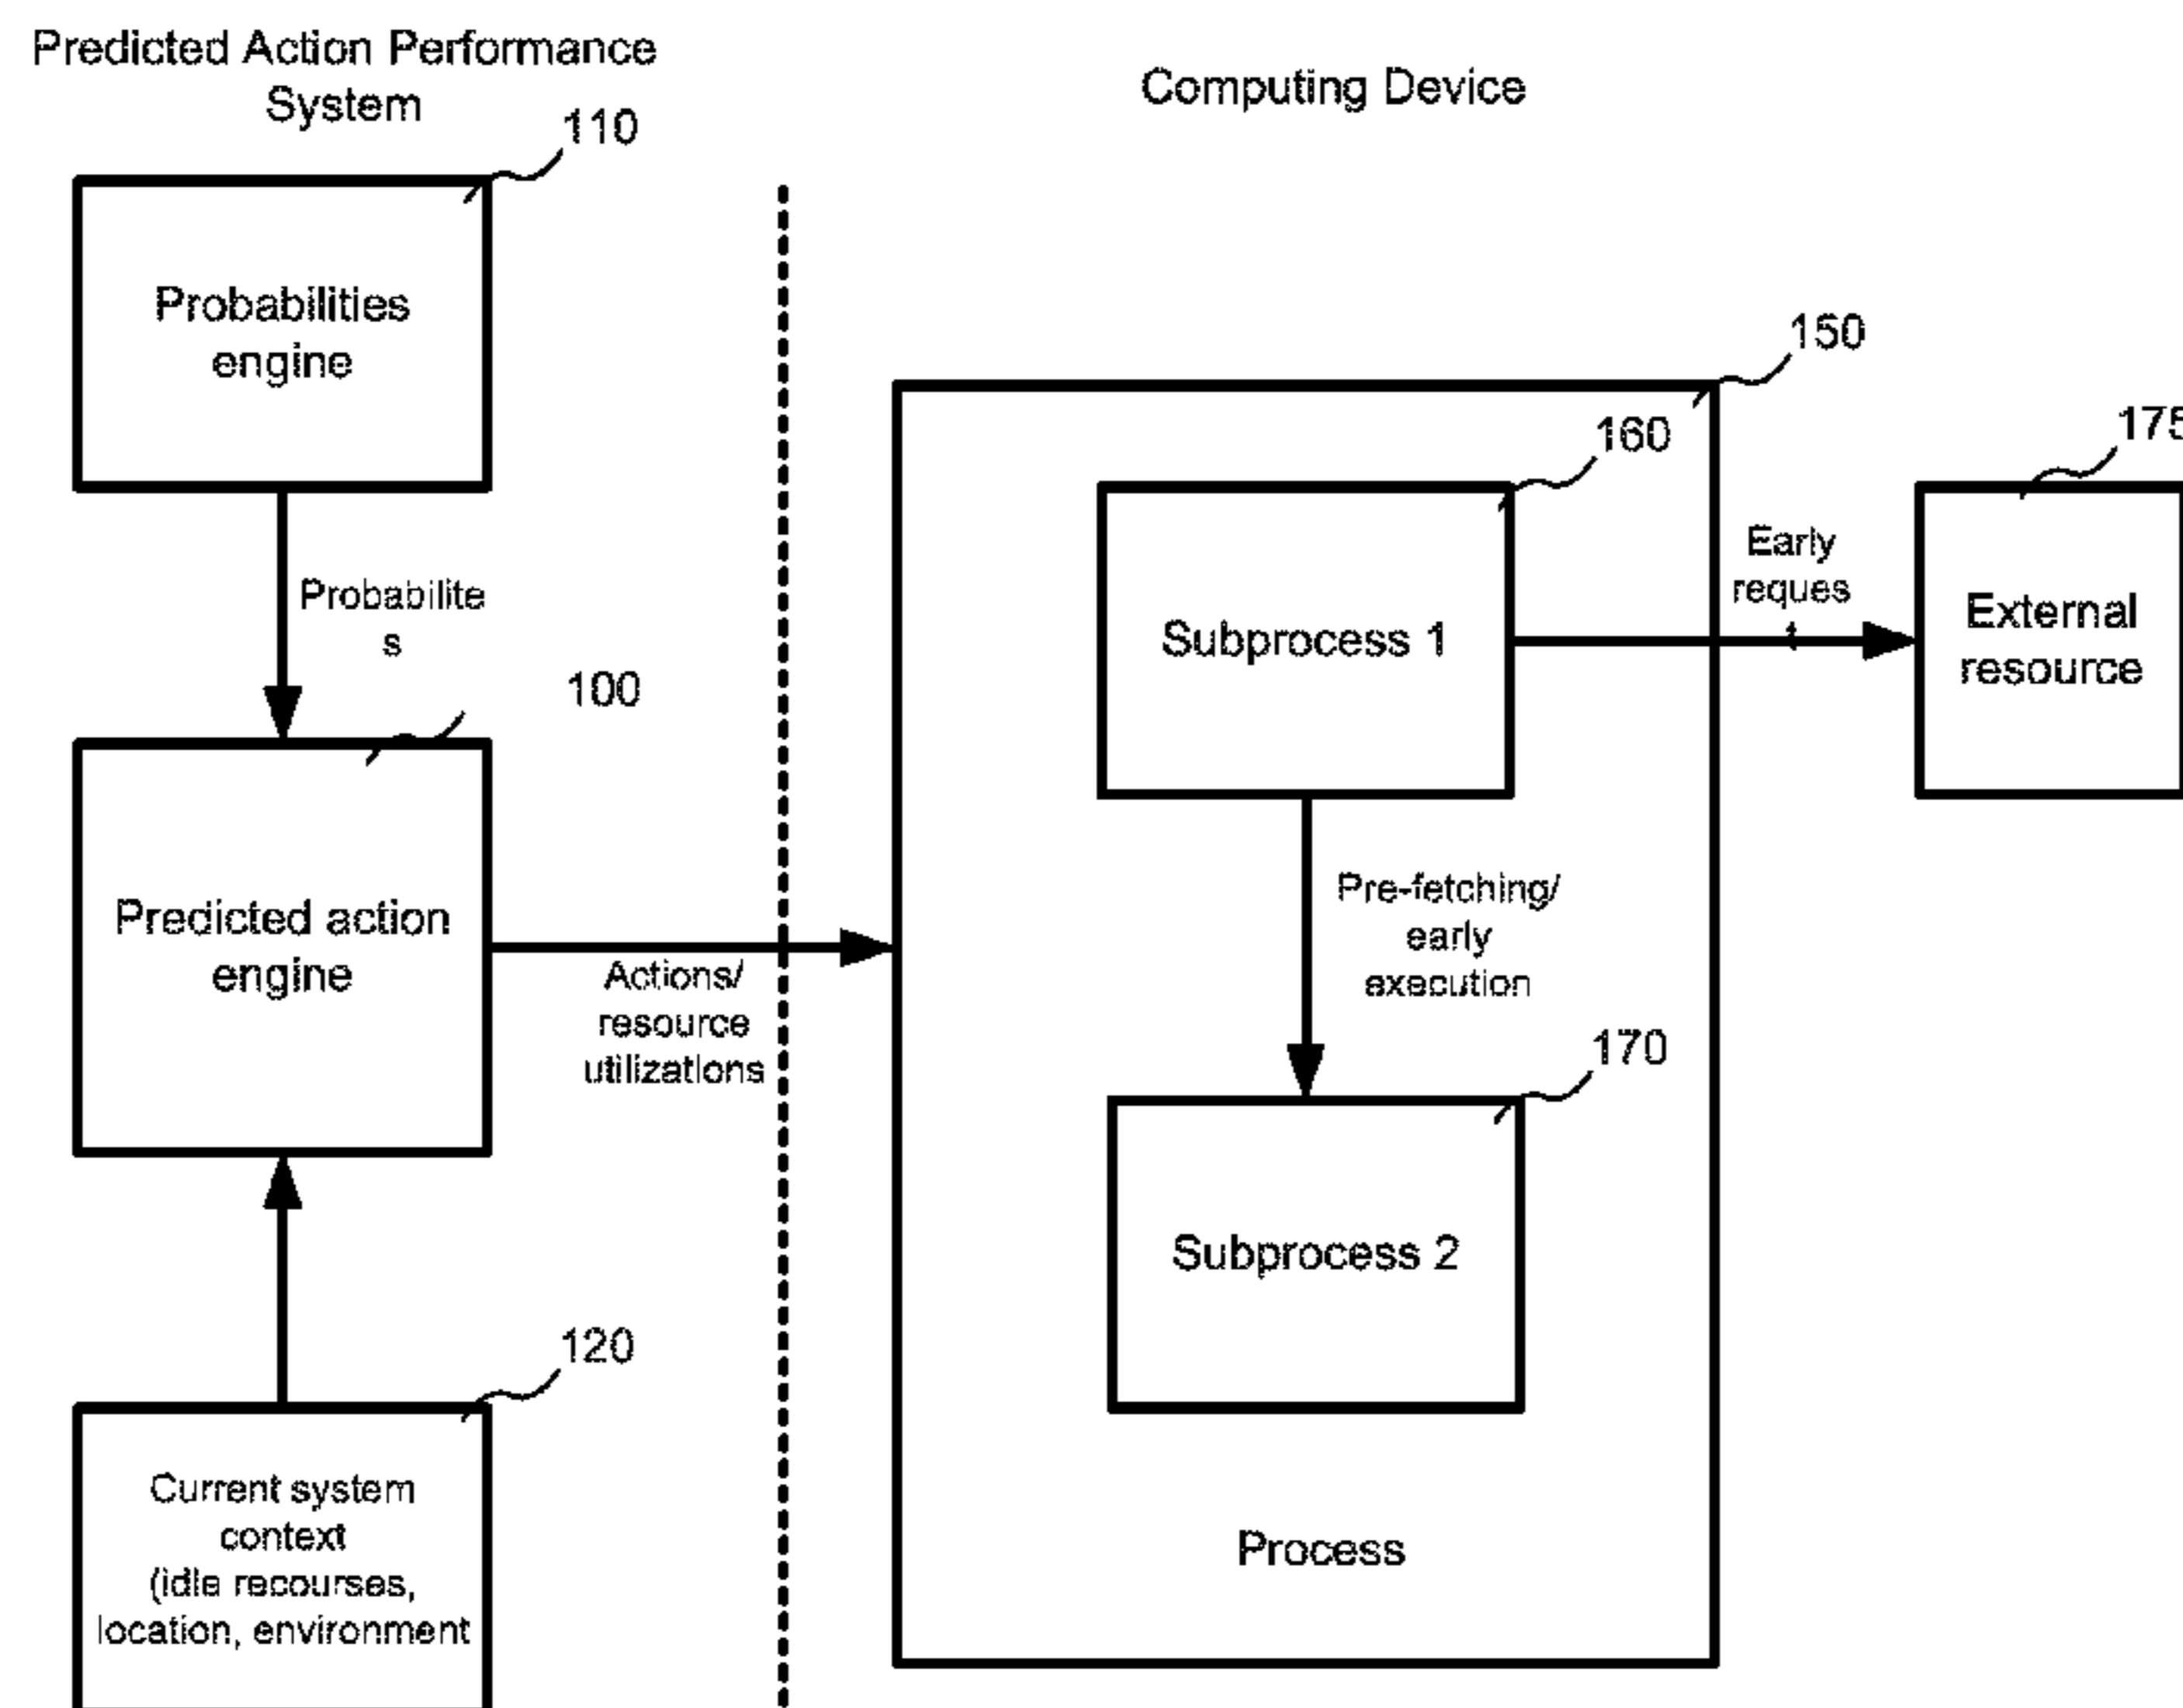 Predicted Action Performance
System
110
Probabilities
engine
Probabilite
s
100
Predicted action
engine
Actions/
resource
utilizations
120
Current system
context
(idle recourses,
location, environment
Computing Device
150
160
Subprocess 1
Early
reques
t
175
External
resource
Pre-fetching/
early
execution
170
Subprocess 2
Process